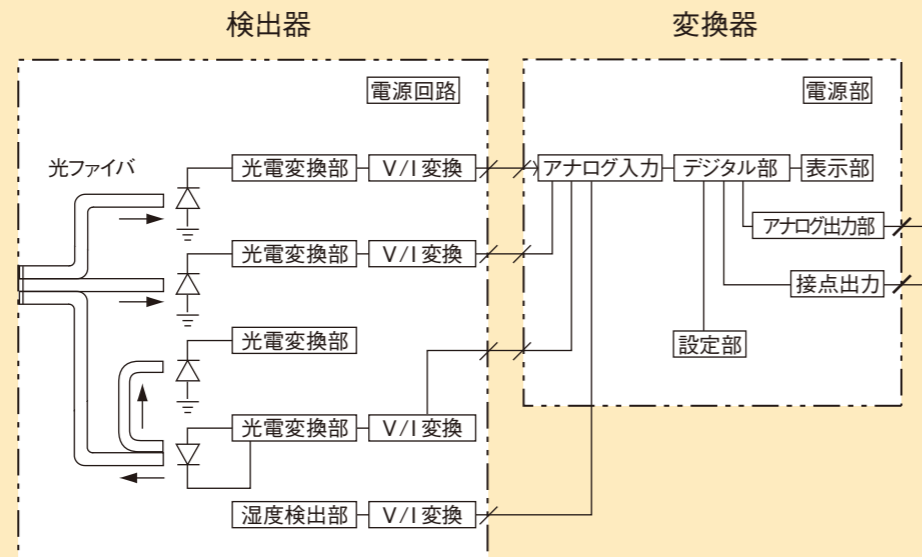 検出器
変換器
電源回路
電源部
光ファイバ
光電変換部
V/I 変換
アナログ入力
デジタル部
表示部
アナログ出力部
光電変換部
V/I 変換
接点出力
光電変換部
設定部
光電変換部
V/I 変換
湿度検出部
V/I 変換